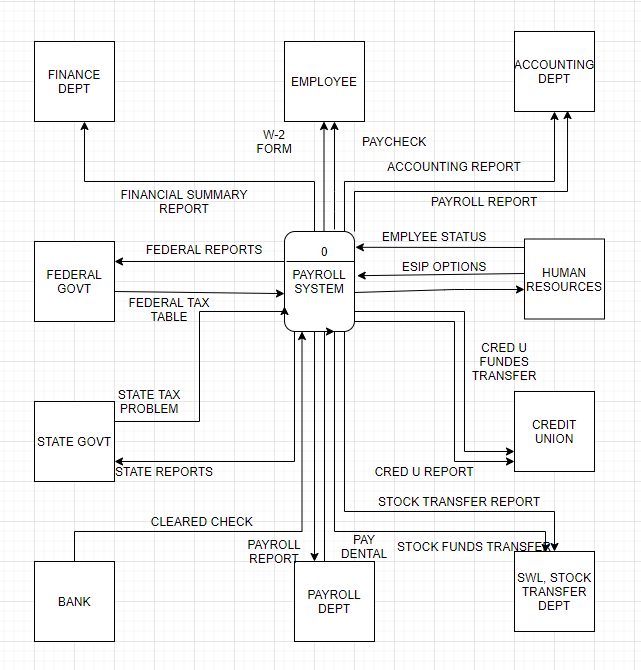 FINANCE
DEPT
EMPLOYEE
ACCOUNTING
DEPT
W-2
FORM
PAYCHECK
ACCOUNTING REPORT
FINANCIAL SUMMARY
REPORT
PAYROLL REPORT
FEDERAL REPORTS
0
PAYROLL
SYSTEM
EMPLYEE STATUS
ESIP OPTIONS
FEDERAL
GOVT
HUMAN
RESOURCES
FEDERAL TAX
TABLE
CRED U
FUNDES
TRANSFER
STATE TAX
PROBLEM
STATE GOVT
CREDIT
UNION
STATE REPORTS
CRED U REPORT
STOCK TRANSFER REPORT
CLEARED CHECK
PAYROLL
REPORT
PAY
DENTAL
STOCK FUNDS TRANSFER
BANK
PAYROLL
DEPT
SWL, STOCK
TRANSFER
DEPT